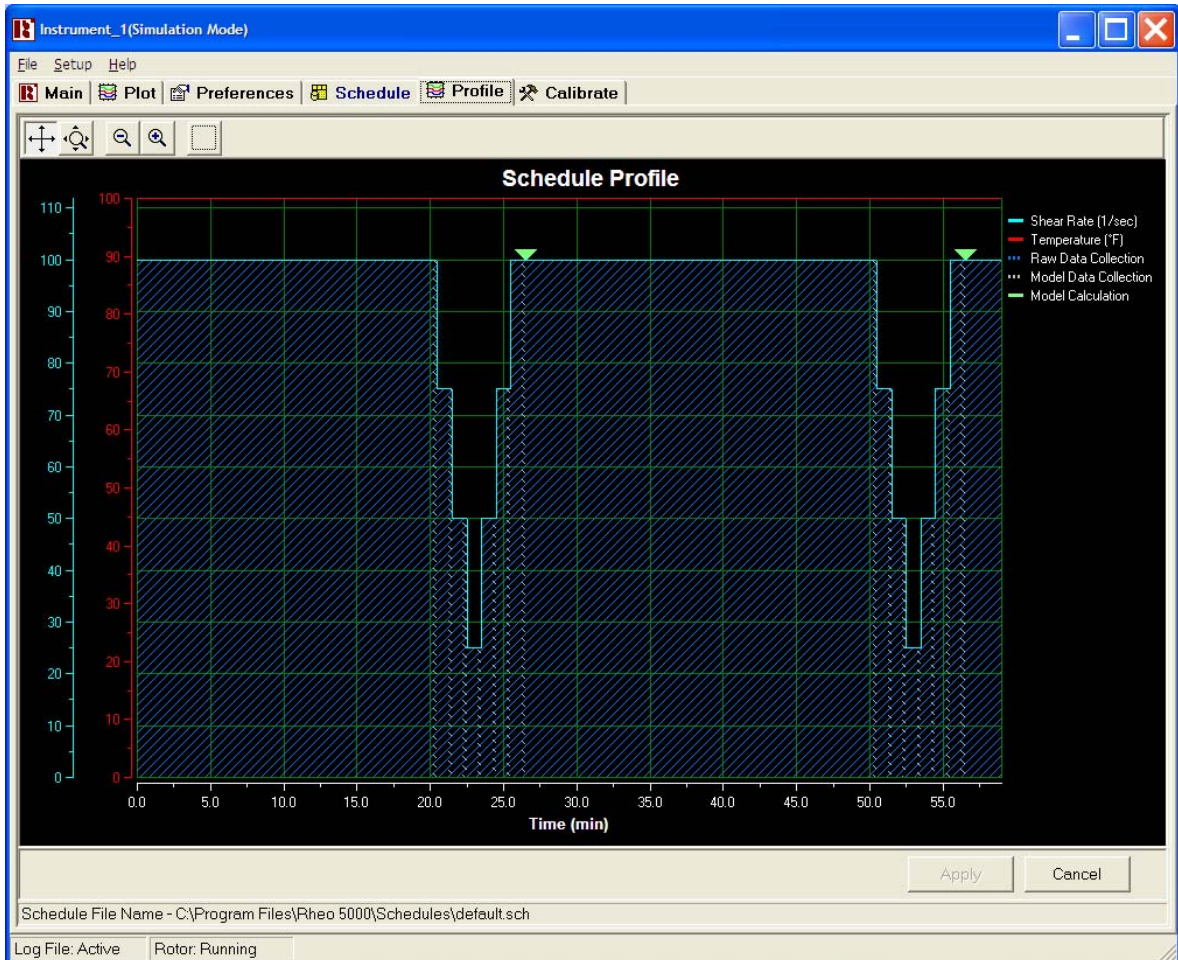 Instrument_1(Simulation Mode)
File Setup Help
Main Plot Preferences Schedule Profile Calibrate
Schedule Profile
110
100
90
80
70
60
50
40
30
20
10
0
100
90
80
70
60
50
40
30
20
10
0
Shear Rate (1/sec)
Temperature (°F)
Raw Data Collection
Model Data Collection
Model Calculation
0.0 5.0 10.0 15.0 20.0 25.0 30.0 35.0 40.0 45.0 50.0 55.0
Time (min)
Apply Cancel
Schedule File Name - C:\Program Files\Rheo 5000\Schedules\default.sch
Log File: Active Rotor: Running